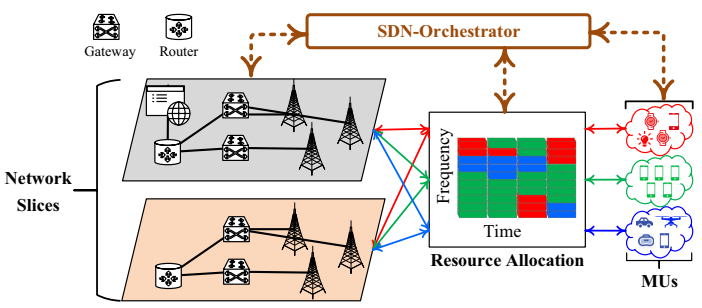 SDN-Orchestrator
Gateway
Router
Network
Slices
Frequency
Time
Resource Allocation
MUs